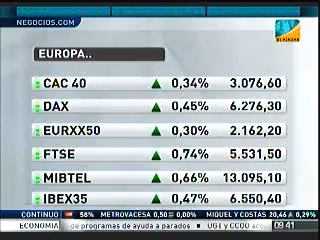 NEGOCIOS.COM
BUSINESS
EUROPA..
CAC 40 ▲ 0,34% 3.076,60
DAX ▲ 0,45% 6.276,30
EURXX50 ▲ 0,30% 2.162,20
FTSE ▲ 0,74% 5.531,50
MIBTEL ▲ 0,66% 13.095,10
IBEX35 ▲ 0,47% 6.550,40
CONTINUO 58% METROVACESA 0,50 = 0,00% MIQUEL Y COSTAS 20,46 ▲ 0,29%
ECONOMIA de programas de ayuda a parados UGT y CCOO acus 09:41